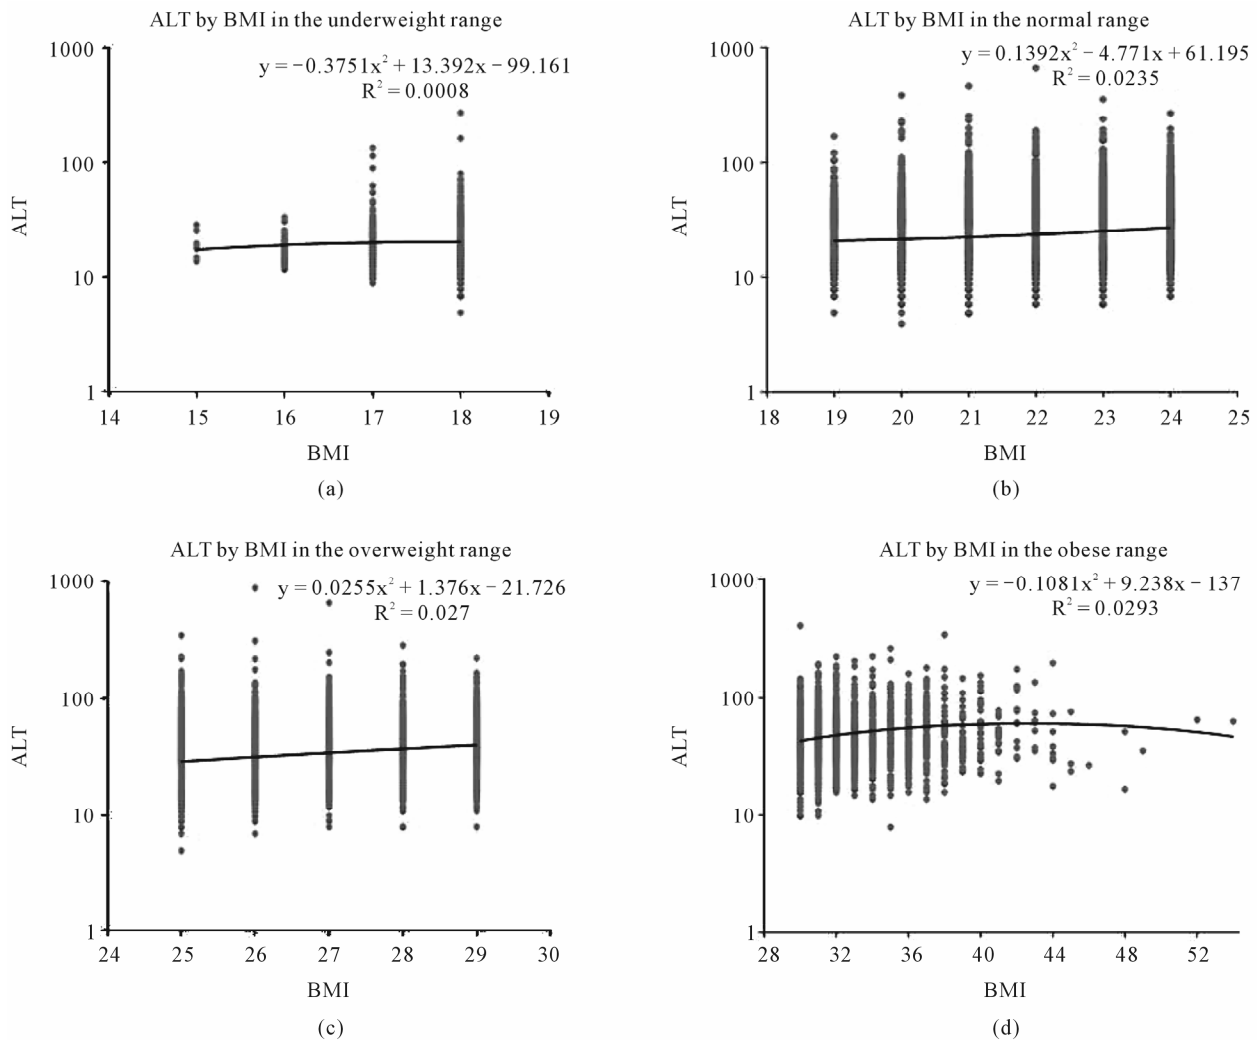 ALT by BMI in the underweight range
y = −0.3751x² + 13.392x − 99.161
R² = 0.0008
1000
100
10
1
ALT
14 15 16 17 18 19
BMI
(a)
ALT by BMI in the normal range
y = 0.1392x² − 4.771x + 61.195
R² = 0.0235
1000
100
10
1
ALT
18 19 20 21 22 23 24 25
BMI
(b)
ALT by BMI in the overweight range
y = 0.0255x² + 1.376x − 21.726
R² = 0.027
1000
100
10
1
ALT
24 25 26 27 28 29 30
BMI
(c)
ALT by BMI in the obese range
y = −0.1081x² + 9.238x − 137
R² = 0.0293
1000
100
10
1
ALT
28 32 36 40 44 48 52
BMI
(d)